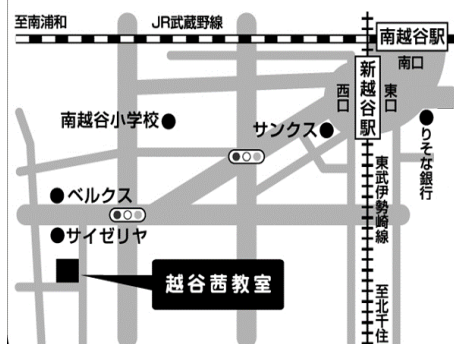 至南浦和
JR武蔵野線
南越谷駅
南口
新越谷駅
西口
東口
南越谷小学校
サンクス
りそな銀行
東武伊勢崎線
ベルクス
サイゼリヤ
越谷茜教室
至北千住